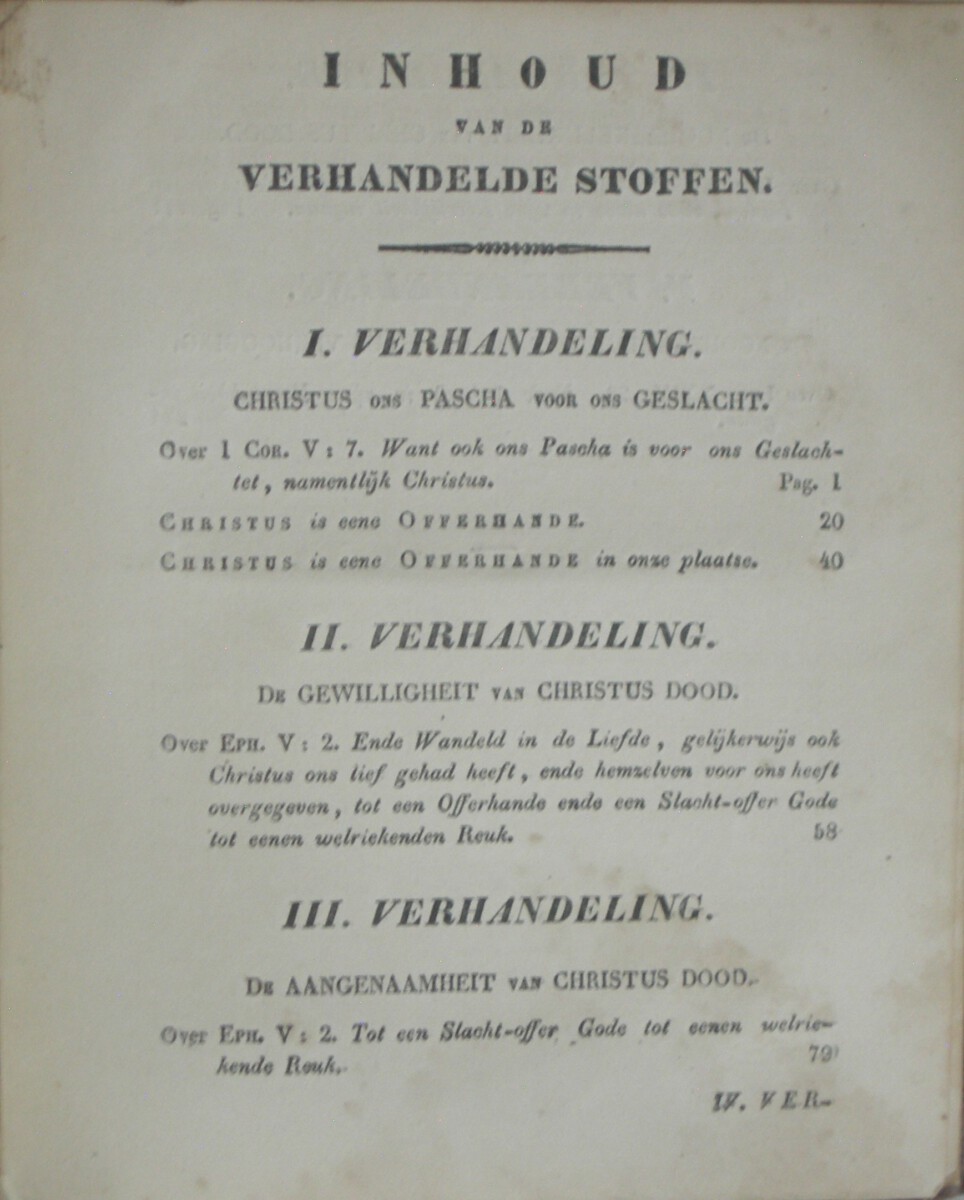 INHOUD
VAN DE
VERHANDELDE STOFFEN.
I. VERHANDELING.
CHRISTUS ONS PASCHA VOOR ONS GESLACHT.
Over 1 COR. V: 7. Want ook ons Pascha is voor ons Geslach-
tet, namentlijk Christus. Pag. 1
CHRISTUS is eene OFFERHANDE. 20
CHRISTUS is eene OFFERHANDE in onze plaatse. 40
II. VERHANDELING.
DE GEWILLIGHEIT VAN CHRISTUS DOOD.
Over EPH. V: 2. Ende Wandeld in de Liefde, gelijkerwijs ook
Christus ons lief gehad heeft, ende hemzelven voor ons heeft
overgegeven, tot een Offerhande ende een Slacht-offer Gode
tot eenen welriekenden Reuk. 58
III. VERHANDELING.
DE AANGENAAMHEIT VAN CHRISTUS DOOD.
Over EPH. V: 2. Tot een Slacht-offer Gode tot eenen welrie-
kende Reuk. 79
IV. VER-